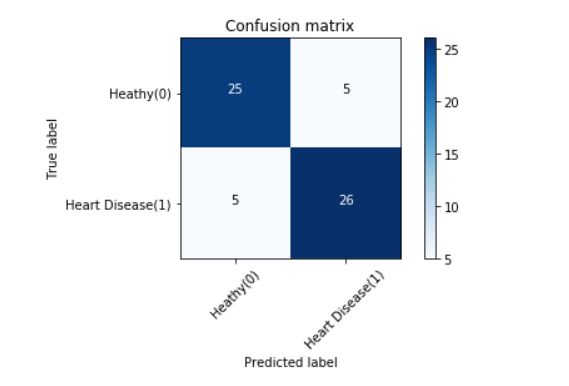 Confusion matrix
True label
Heathy(0)
25
5
Heart Disease(1)
5
26
Heathy(0)
Heart Disease(1)
Predicted label
25
20
15
10
5